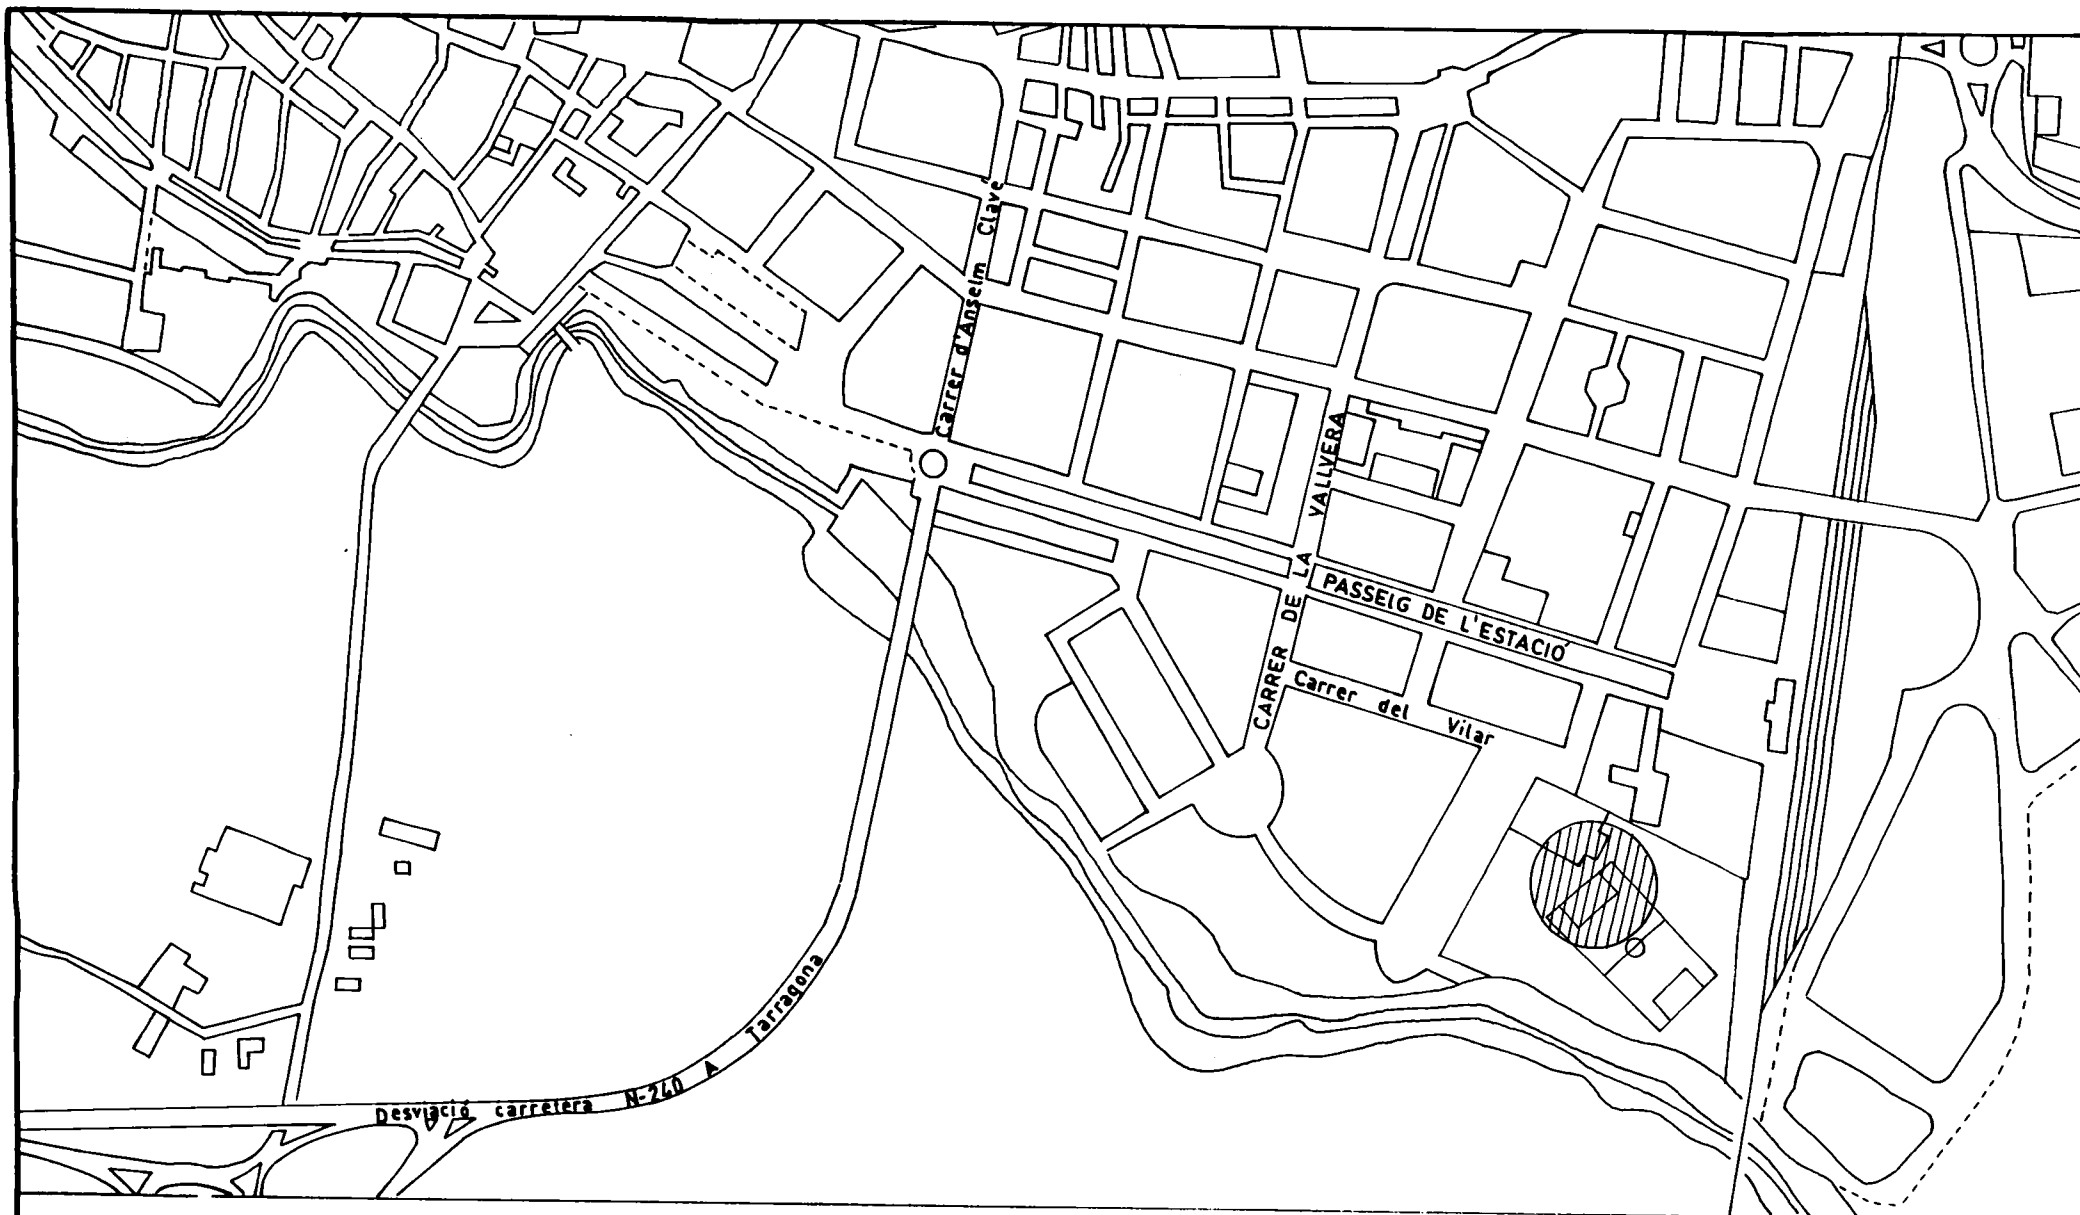 Carrer d'Anselm Clavé
CARRER DE LA VALLVERA
PASSEIG DE L'ESTACIÓ
Carrer del Vilar
Desviació carretera N-240 A Tarragona